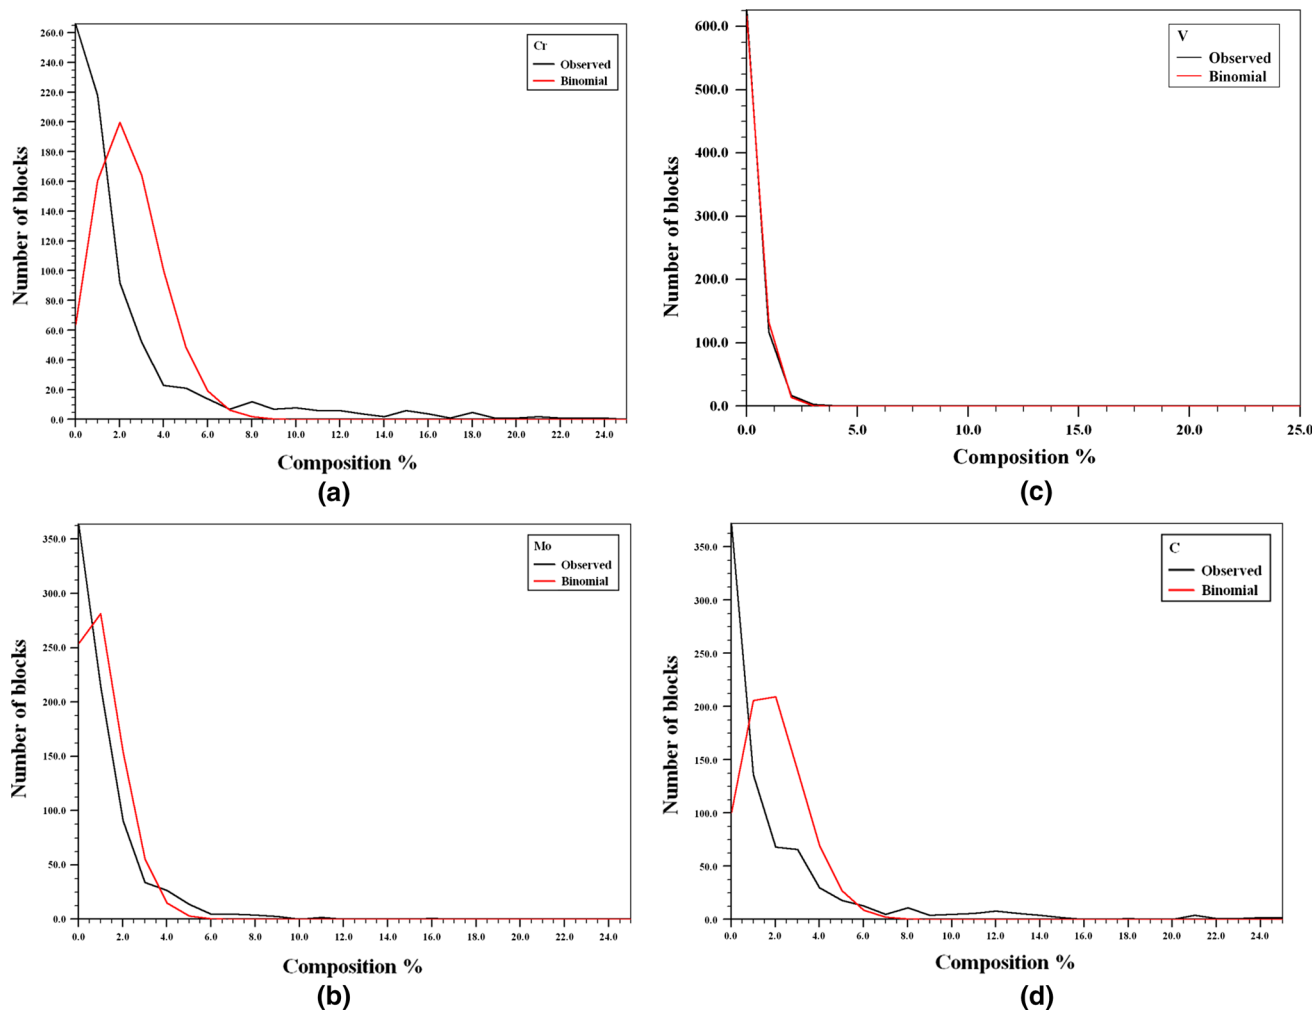 Number of blocks
260.0
240.0
220.0
200.0
180.0
160.0
140.0
120.0
100.0
80.0
60.0
40.0
20.0
0.0
Cr
Observed
Binomial
0.0 2.0 4.0 6.0 8.0 10.0 12.0 14.0 16.0 18.0 20.0 22.0 24.0
Composition %
(a)
Number of blocks
600.0
500.0
400.0
300.0
200.0
100.0
0.0
V
Observed
Binomial
0.0 5.0 10.0 15.0 20.0 25.0
Composition %
(c)
Number of blocks
350.0
300.0
250.0
200.0
150.0
100.0
50.0
0.0
Mo
Observed
Binomial
0.0 2.0 4.0 6.0 8.0 10.0 12.0 14.0 16.0 18.0 20.0 22.0 24.0
Composition %
(b)
Number of blocks
350.0
300.0
250.0
200.0
150.0
100.0
50.0
0.0
C
Observed
Binomial
0.0 2.0 4.0 6.0 8.0 10.0 12.0 14.0 16.0 18.0 20.0 22.0 24.0
Composition %
(d)